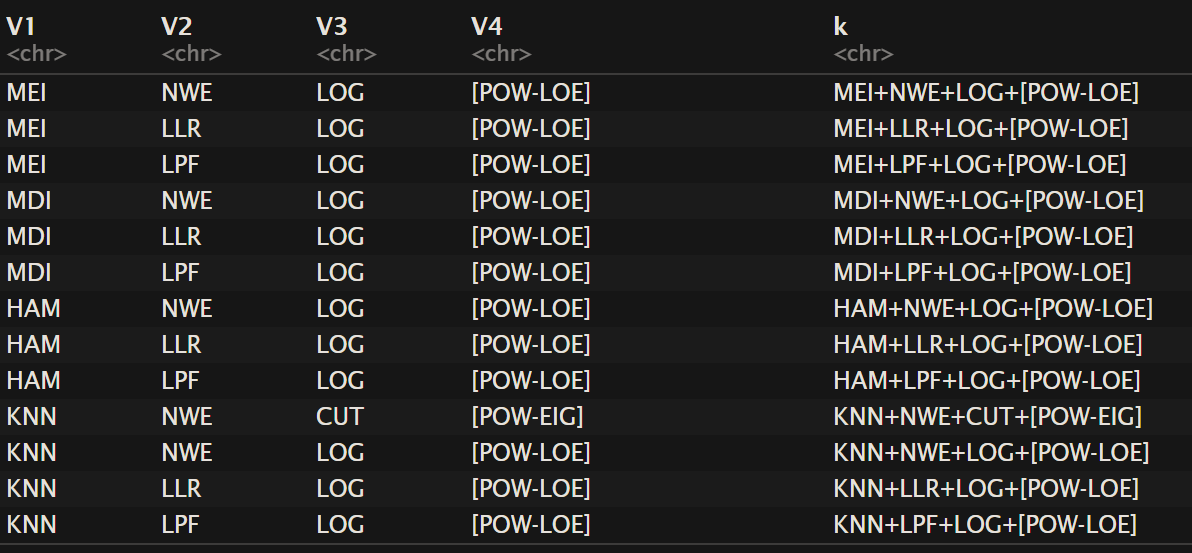 V1 V2 V3 V4 k
<chr> <chr> <chr> <chr> <chr>
MEI NWE LOG [POW-LOE] MEI+NWE+LOG+[POW-LOE]
MEI LLR LOG [POW-LOE] MEI+LLR+LOG+[POW-LOE]
MEI LPF LOG [POW-LOE] MEI+LPF+LOG+[POW-LOE]
MDI NWE LOG [POW-LOE] MDI+NWE+LOG+[POW-LOE]
MDI LLR LOG [POW-LOE] MDI+LLR+LOG+[POW-LOE]
MDI LPF LOG [POW-LOE] MDI+LPF+LOG+[POW-LOE]
HAM NWE LOG [POW-LOE] HAM+NWE+LOG+[POW-LOE]
HAM LLR LOG [POW-LOE] HAM+LLR+LOG+[POW-LOE]
HAM LPF LOG [POW-LOE] HAM+LPF+LOG+[POW-LOE]
KNN NWE CUT [POW-EIG] KNN+NWE+CUT+[POW-EIG]
KNN NWE LOG [POW-LOE] KNN+NWE+LOG+[POW-LOE]
KNN LLR LOG [POW-LOE] KNN+LLR+LOG+[POW-LOE]
KNN LPF LOG [POW-LOE] KNN+LPF+LOG+[POW-LOE]